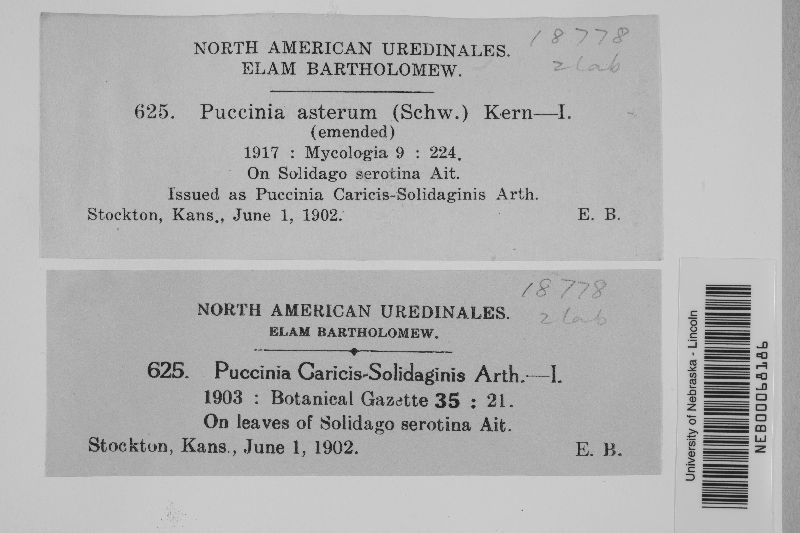 NORTH AMERICAN UREDINALES. 18778
ELAM BARTHOLOMEW. 2 lab
625. Puccinia asterum (Schw.) Kern—I.
(emended)
1917 : Mycologia 9 : 224.
On Solidago serotina Ait.
Issued as Puccinia Caricis-Solidaginis Arth.
Stockton, Kans., June 1, 1902. E. B.
NORTH AMERICAN UREDINALES. 18778
ELAM BARTHOLOMEW. 2 lab
625. Puccinia Caricis-Solidaginis Arth.—I.
1903 : Botanical Gazette 35 : 21.
On leaves of Solidago serotina Ait.
Stockton, Kans., June 1, 1902. E. B.
University of Nebraska - Lincoln
NEB00068186